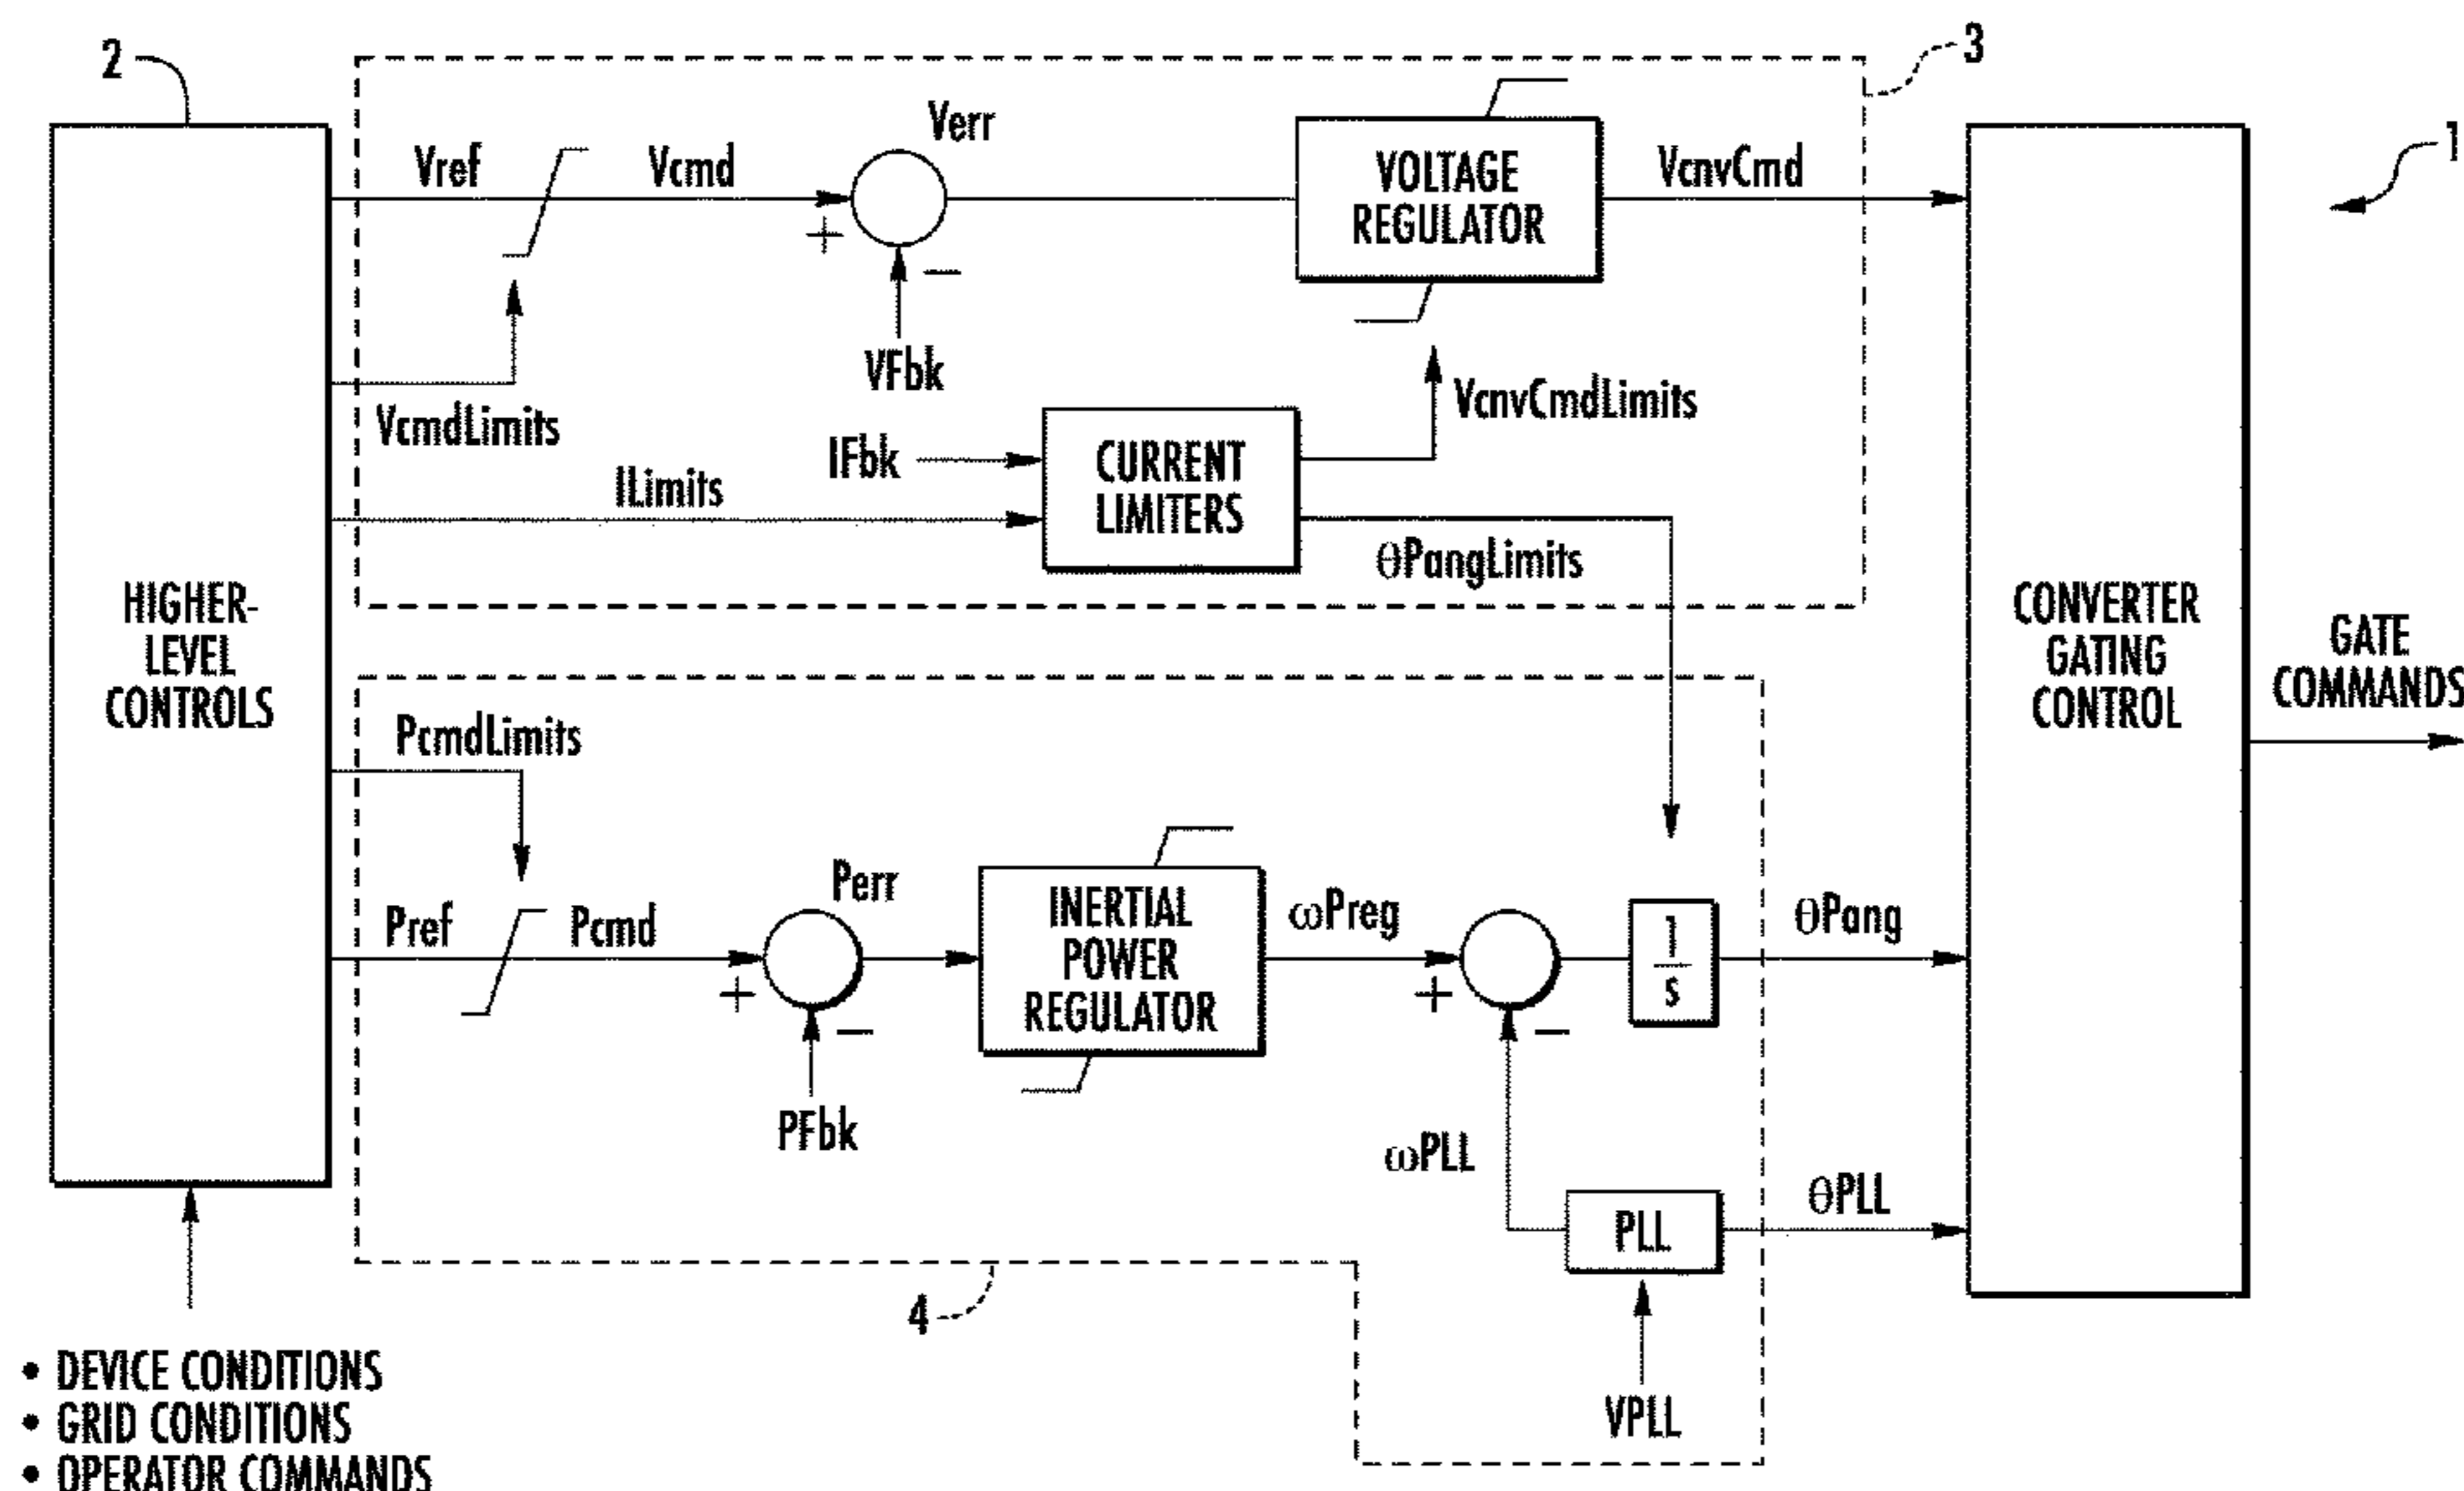 2
3
1
Vref
Vcmd
Verr
+
−
VFbk
VOLTAGE
REGULATOR
VcnvCmd
VcmdLimits
VcnvCmdLimits
IFbk
ILimits
CURRENT
LIMITERS
θPangLimits
HIGHER-
LEVEL
CONTROLS
CONVERTER
GATING
CONTROL
GATE
COMMANDS
PcmdLimits
Pref
Pcmd
Perr
+
−
PFbk
INERTIAL
POWER
REGULATOR
ωPreg
+
−
1
s
θPang
ωPLL
PLL
θPLL
VPLL
4
• DEVICE CONDITIONS
• GRID CONDITIONS
• OPERATOR COMMANDS